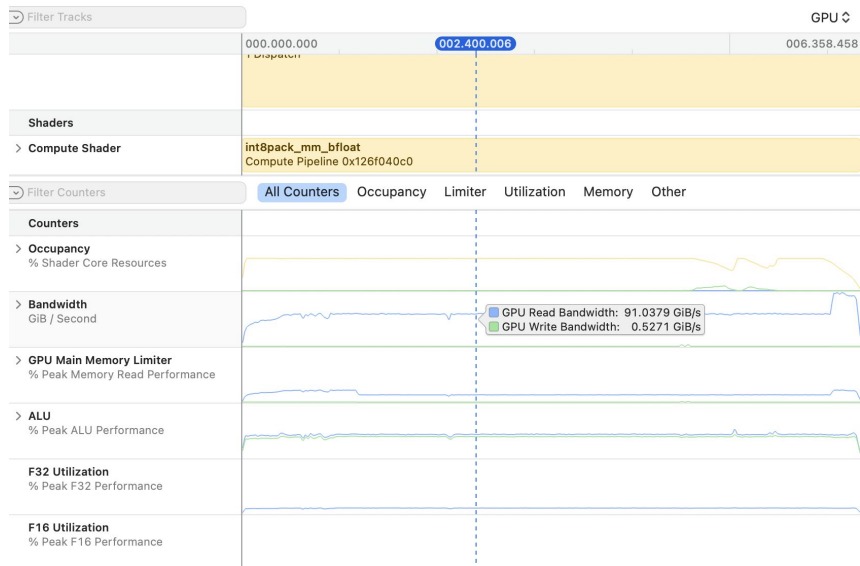 Filter Tracks
GPU
000.000.000
002.400.006
006.358.458
1 Dispatch
Shaders
Compute Shader
int8pack_mm_bfloat
Compute Pipeline 0x126f040c0
Filter Counters
All Counters Occupancy Limiter Utilization Memory Other
Counters
Occupancy
% Shader Core Resources
Bandwidth
GiB / Second
GPU Read Bandwidth: 91.0379 GiB/s
GPU Write Bandwidth: 0.5271 GiB/s
GPU Main Memory Limiter
% Peak Memory Read Performance
ALU
% Peak ALU Performance
F32 Utilization
% Peak F32 Performance
F16 Utilization
% Peak F16 Performance